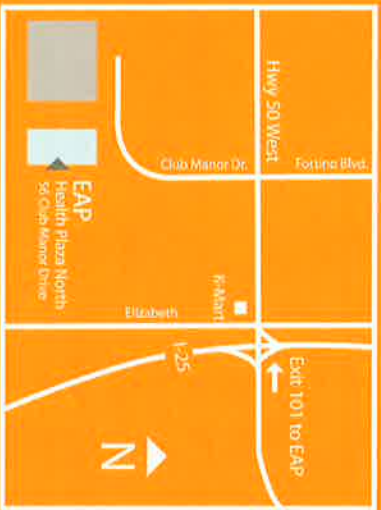 Hwy 50 West
Fortino Blvd.
Club Manor Dr.
EAP
Health Plaza North
56 Club Manor Drive
K-Mart
Elizabeth
I-25
Exit 101 to EAP
N